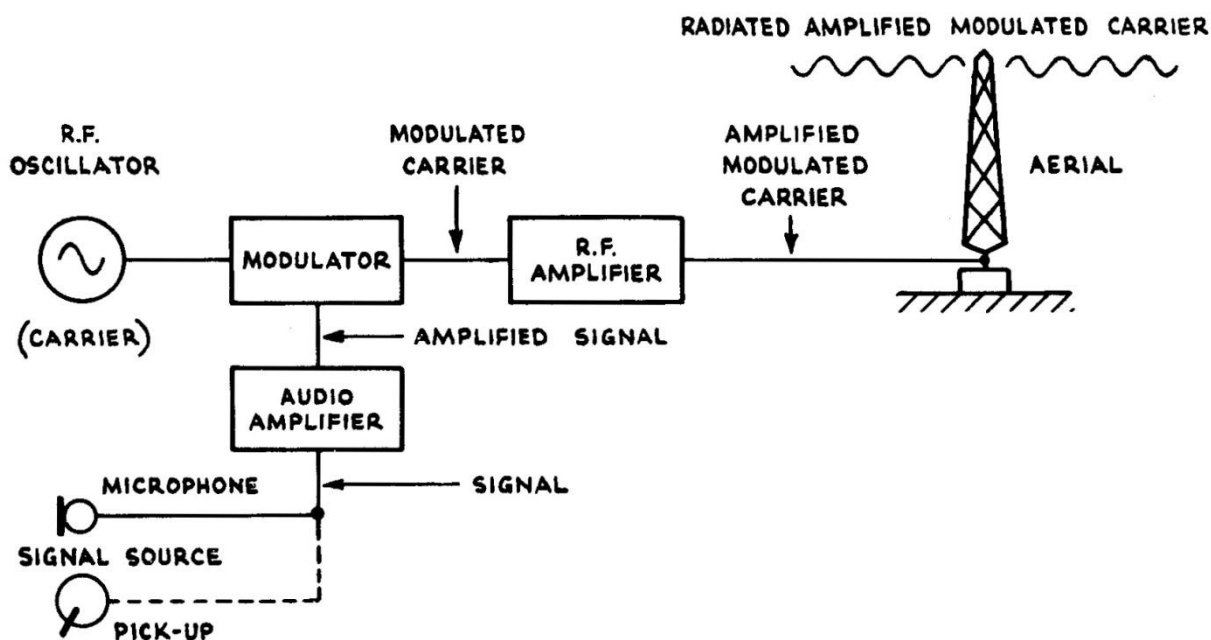 RADIATED AMPLIFIED MODULATED CARRIER
R.F.
OSCILLATOR
MODULATED
CARRIER
AMPLIFIED
MODULATED
CARRIER
AERIAL
MODULATOR
R.F.
AMPLIFIER
(CARRIER)
AMPLIFIED SIGNAL
AUDIO
AMPLIFIER
MICROPHONE
SIGNAL
SIGNAL SOURCE
PICK-UP